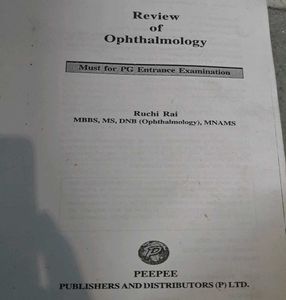 Review
of
Ophthalmology
Must for PG Entrance Examination
Ruchi Rai
MBBS, MS, DNB (Ophthalmology), MNAMS
PEEPEE
PUBLISHERS AND DISTRIBUTORS (P) LTD.